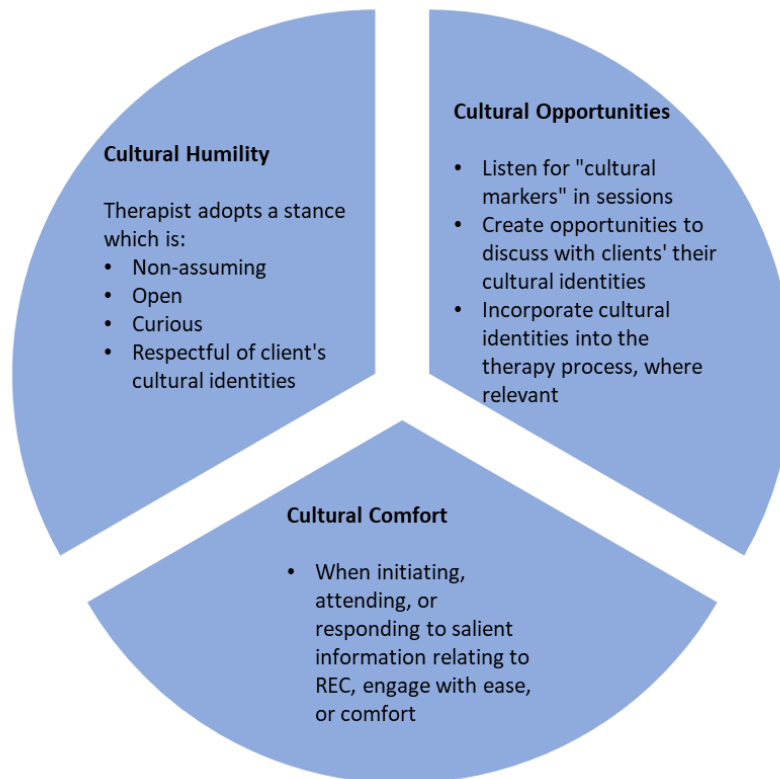 Cultural Humility
Therapist adopts a stance
which is:
• Non-assuming
• Open
• Curious
• Respectful of client's
cultural identities
Cultural Opportunities
• Listen for "cultural
markers" in sessions
• Create opportunities to
discuss with clients' their
cultural identities
• Incorporate cultural
identities into the
therapy process, where
relevant
Cultural Comfort
• When initiating,
attending, or
responding to salient
information relating to
REC, engage with ease,
or comfort